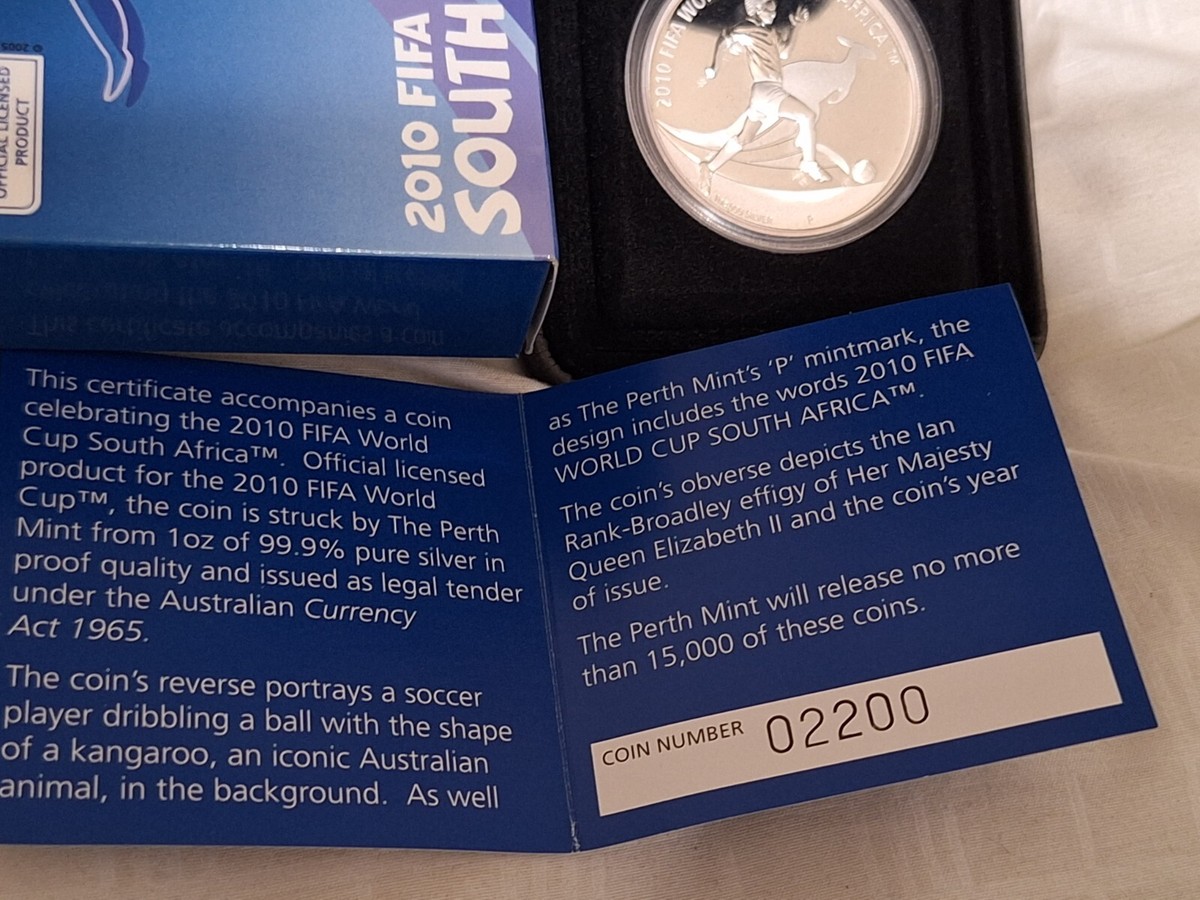 © 2005
OFFICIAL LICENSED
PRODUCT
2010 FIFA
SOUTH
2010 FIFA WO
AMERICA™
P
This certificate accompanies a coin
celebrating the 2010 FIFA World
Cup South Africa™. Official licensed
product for the 2010 FIFA World
Cup™, the coin is struck by The Perth
Mint from 1oz of 99.9% pure silver in
proof quality and issued as legal tender
under the Australian Currency
Act 1965.
The coin's reverse portrays a soccer
player dribbling a ball with the shape
of a kangaroo, an iconic Australian
animal, in the background. As well
as The Perth Mint's 'P' mintmark, the
design includes the words 2010 FIFA
WORLD CUP SOUTH AFRICA™.
The coin's obverse depicts the Ian
Rank-Broadley effigy of Her Majesty
Queen Elizabeth II and the coin's year
of issue.
The Perth Mint will release no more
than 15,000 of these coins.
COIN NUMBER 02200